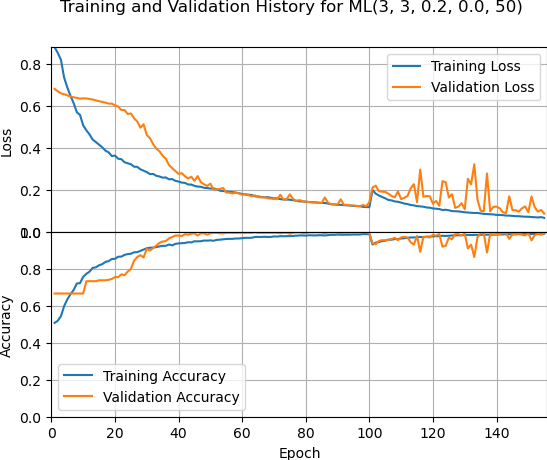 Training and Validation History for ML(3, 3, 0.2, 0.0, 50)
Loss
0.8
0.6
0.4
0.2
0.0
Training Loss
Validation Loss
Accuracy
1.0
0.8
0.6
0.4
0.2
0.0
Training Accuracy
Validation Accuracy
0 20 40 60 80 100 120 140
Epoch